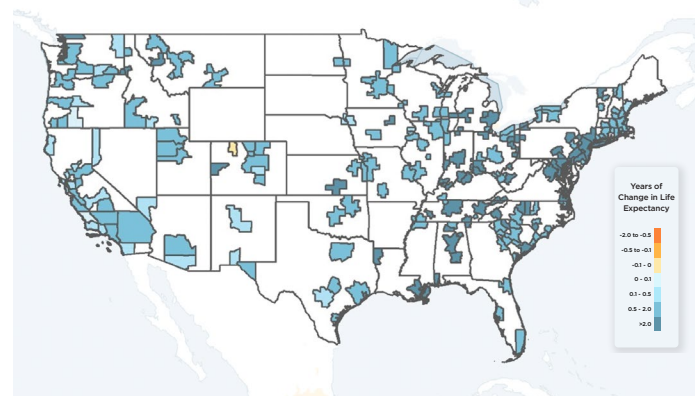 Years of
Change in Life
Expectancy
-2.0 to -0.5
-0.5 to -0.1
-0.1 - 0
0 - 0.1
0.1 - 0.5
0.5 - 2.0
>2.0